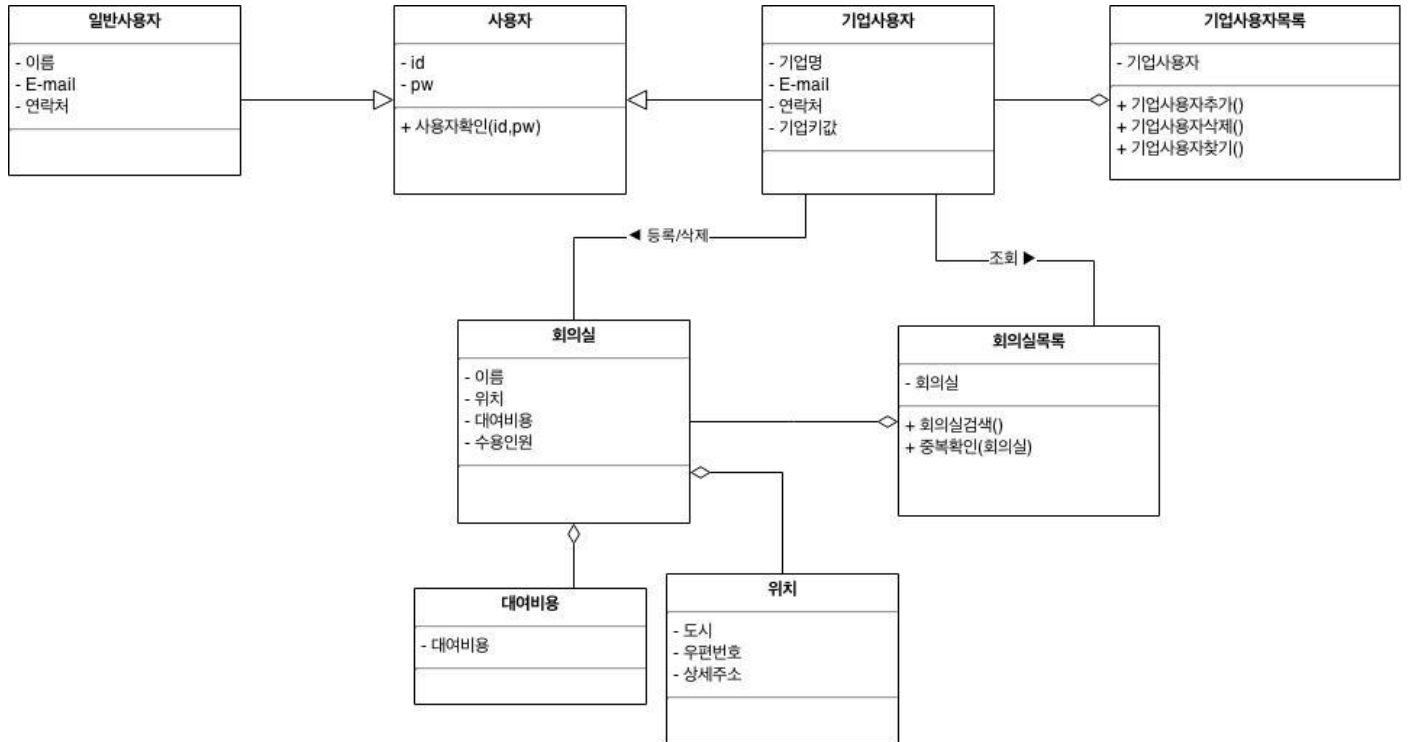 일반사용자
- 이름
- E-mail
- 연락처
사용자
- id
- pw
+ 사용자확인(id,pw)
기업사용자
- 기업명
- E-mail
- 연락처
- 기업키값
기업사용자목록
- 기업사용자
+ 기업사용자추가()
+ 기업사용자삭제()
+ 기업사용자찾기()
◀ 등록/삭제
조회 ▶
회의실
- 이름
- 위치
- 대여비용
- 수용인원
회의실목록
- 회의실
+ 회의실검색()
+ 중복확인(회의실)
대여비용
- 대여비용
위치
- 도시
- 우편번호
- 상세주소